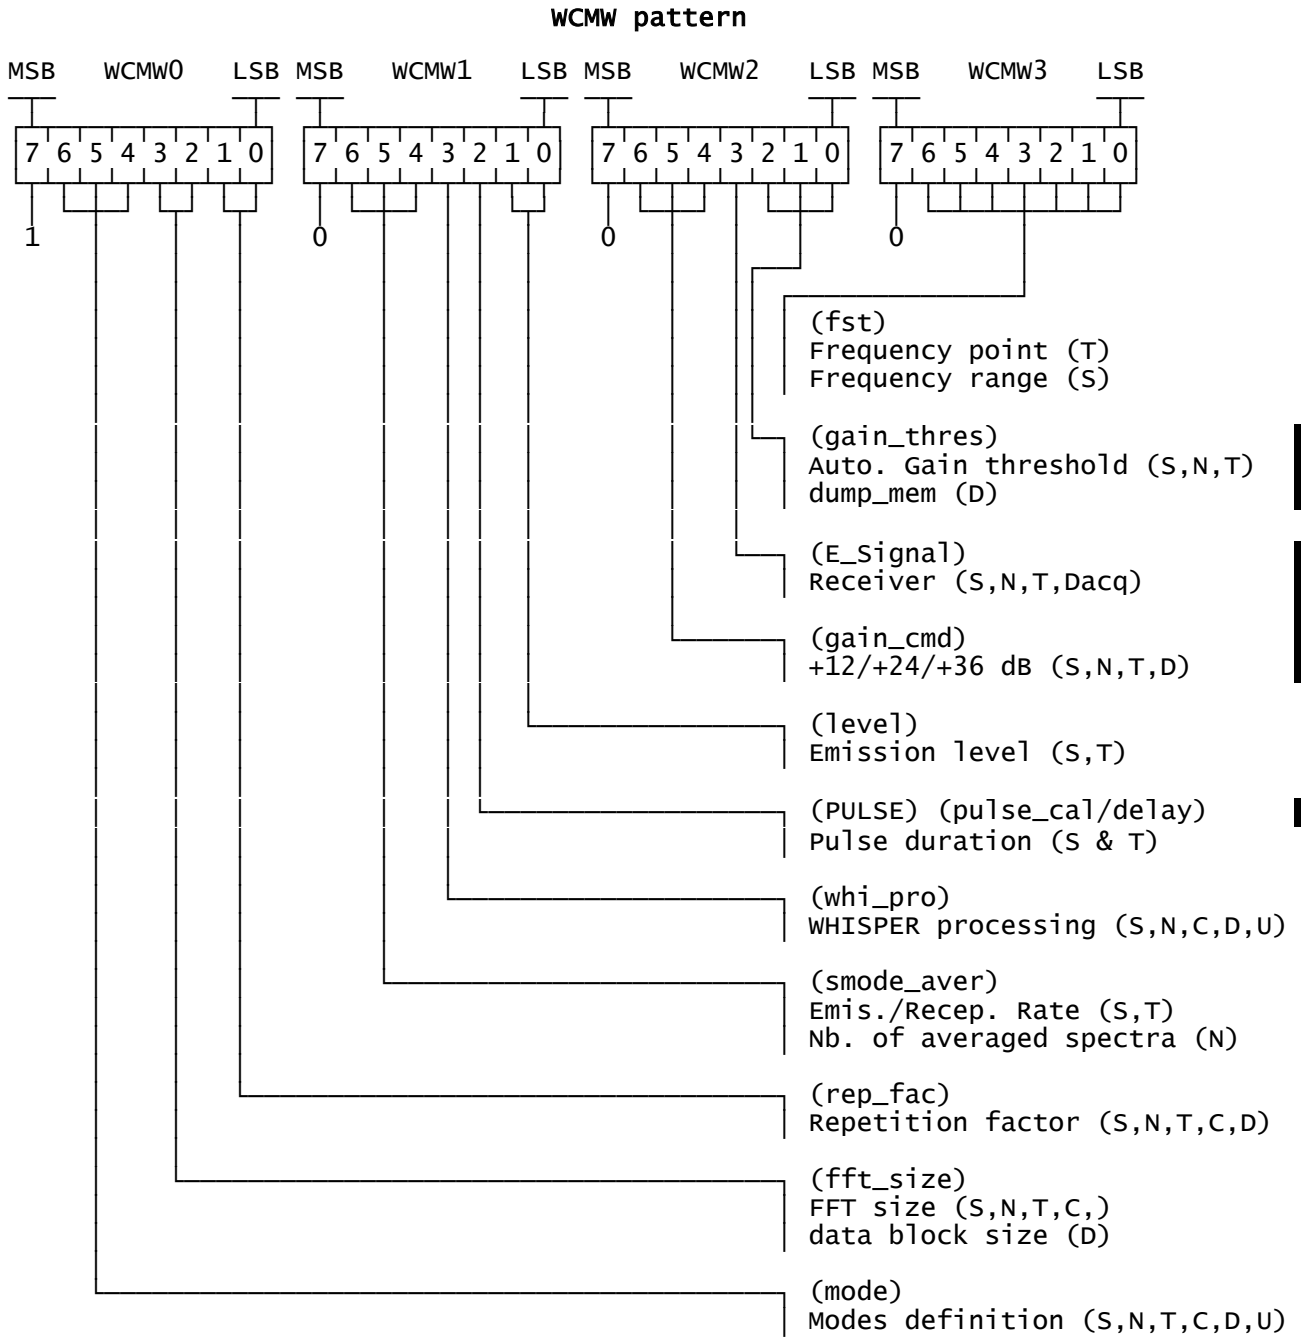 WCMW pattern
MSB WCMW0 LSB MSB WCMW1 LSB MSB WCMW2 LSB MSB WCMW3 LSB
7 6 5 4 3 2 1 0 7 6 5 4 3 2 1 0 7 6 5 4 3 2 1 0 7 6 5 4 3 2 1 0
1 0 0 0
(fst)
Frequency point (T)
Frequency range (S)
(gain_thres)
Auto. Gain threshold (S,N,T)
dump_mem (D)
(E_Signal)
Receiver (S,N,T,Dacq)
(gain_cmd)
+12/+24/+36 dB (S,N,T,D)
(level)
Emission level (S,T)
(PULSE) (pulse_cal/delay)
Pulse duration (S & T)
(whi_pro)
WHISPER processing (S,N,C,D,U)
(smode_aver)
Emis./Recep. Rate (S,T)
Nb. of averaged spectra (N)
(rep_fac)
Repetition factor (S,N,T,C,D)
(fft_size)
FFT size (S,N,T,C,)
data block size (D)
(mode)
Modes definition (S,N,T,C,D,U)